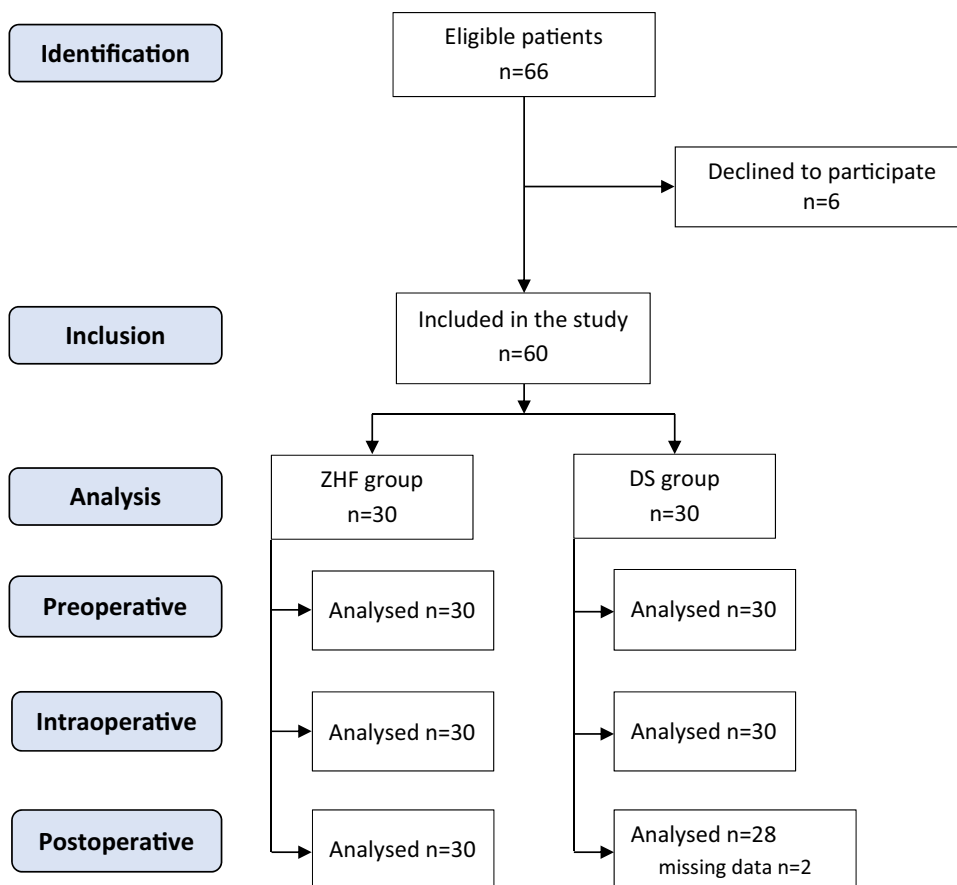 Identification
Eligible patients
n=66
Declined to participate
n=6
Inclusion
Included in the study
n=60
Analysis
ZHF group
n=30
DS group
n=30
Preoperative
Analysed n=30
Analysed n=30
Intraoperative
Analysed n=30
Analysed n=30
Postoperative
Analysed n=30
Analysed n=28
missing data n=2